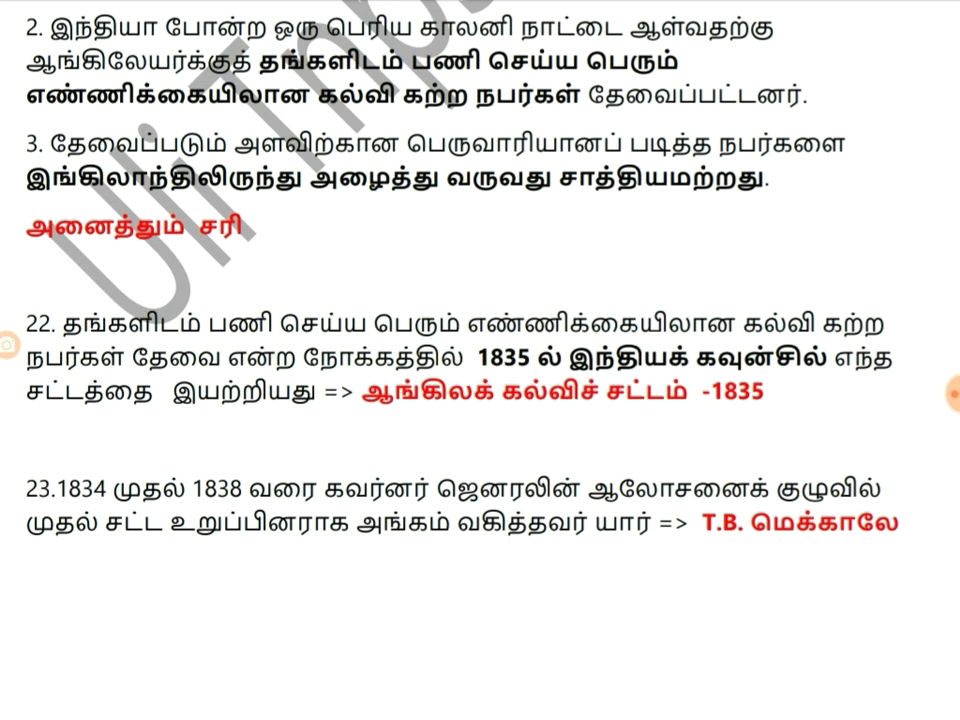 2. இந்தியா போன்ற ஒரு பெரிய காலனி நாட்டை ஆள்வதற்கு
ஆங்கிலேயர்க்குத் தங்களிடம் பணி செய்ய பெரும்
எண்ணிக்கையிலான கல்வி கற்ற நபர்கள் தேவைப்பட்டனர்.
3. தேவைப்படும் அளவிற்கான பெருவாரியானப் படித்த நபர்களை
இங்கிலாந்திலிருந்து அழைத்து வருவது சாத்தியமற்றது.
அனைத்தும் சரி
22. தங்களிடம் பணி செய்ய பெரும் எண்ணிக்கையிலான கல்வி கற்ற
நபர்கள் தேவை என்ற நோக்கத்தில் 1835 ல் இந்தியக் கவுன்சில் எந்த
சட்டத்தை இயற்றியது => ஆங்கிலக் கல்விச் சட்டம் -1835
23.1834 முதல் 1838 வரை கவர்னர் ஜெனரலின் ஆலோசனைக் குழுவில்
முதல் சட்ட உறுப்பினராக அங்கம் வகித்தவர் யார் => T.B. மெக்காலே